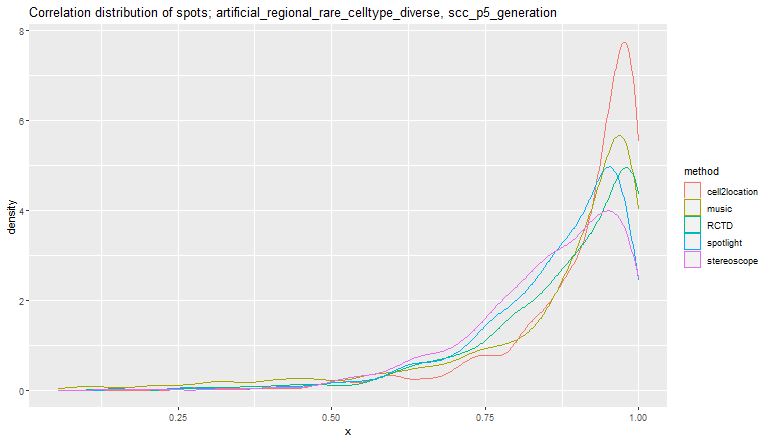 Correlation distribution of spots; artificial_regional_rare_celltype_diverse, scc_p5_generation
8
6
4
2
0
density
0.25
0.50
0.75
1.00
x
method
cell2location
music
RCTD
spotlight
stereoscope